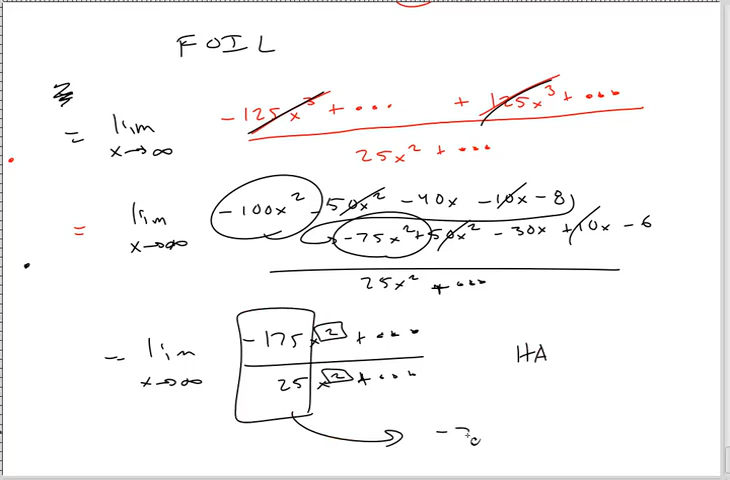 FOIL
= lim x→∞ (-125x³ + ... + 125x³ + ...) / (25x² + ...)
= lim x→∞
-100x² - 50x² - 40x - 10x - 8
-75x² + 50x² - 30x + 10x - 6
25x² + ...
= lim x→∞ (-175x² + ...) / (25x² + ...) HA